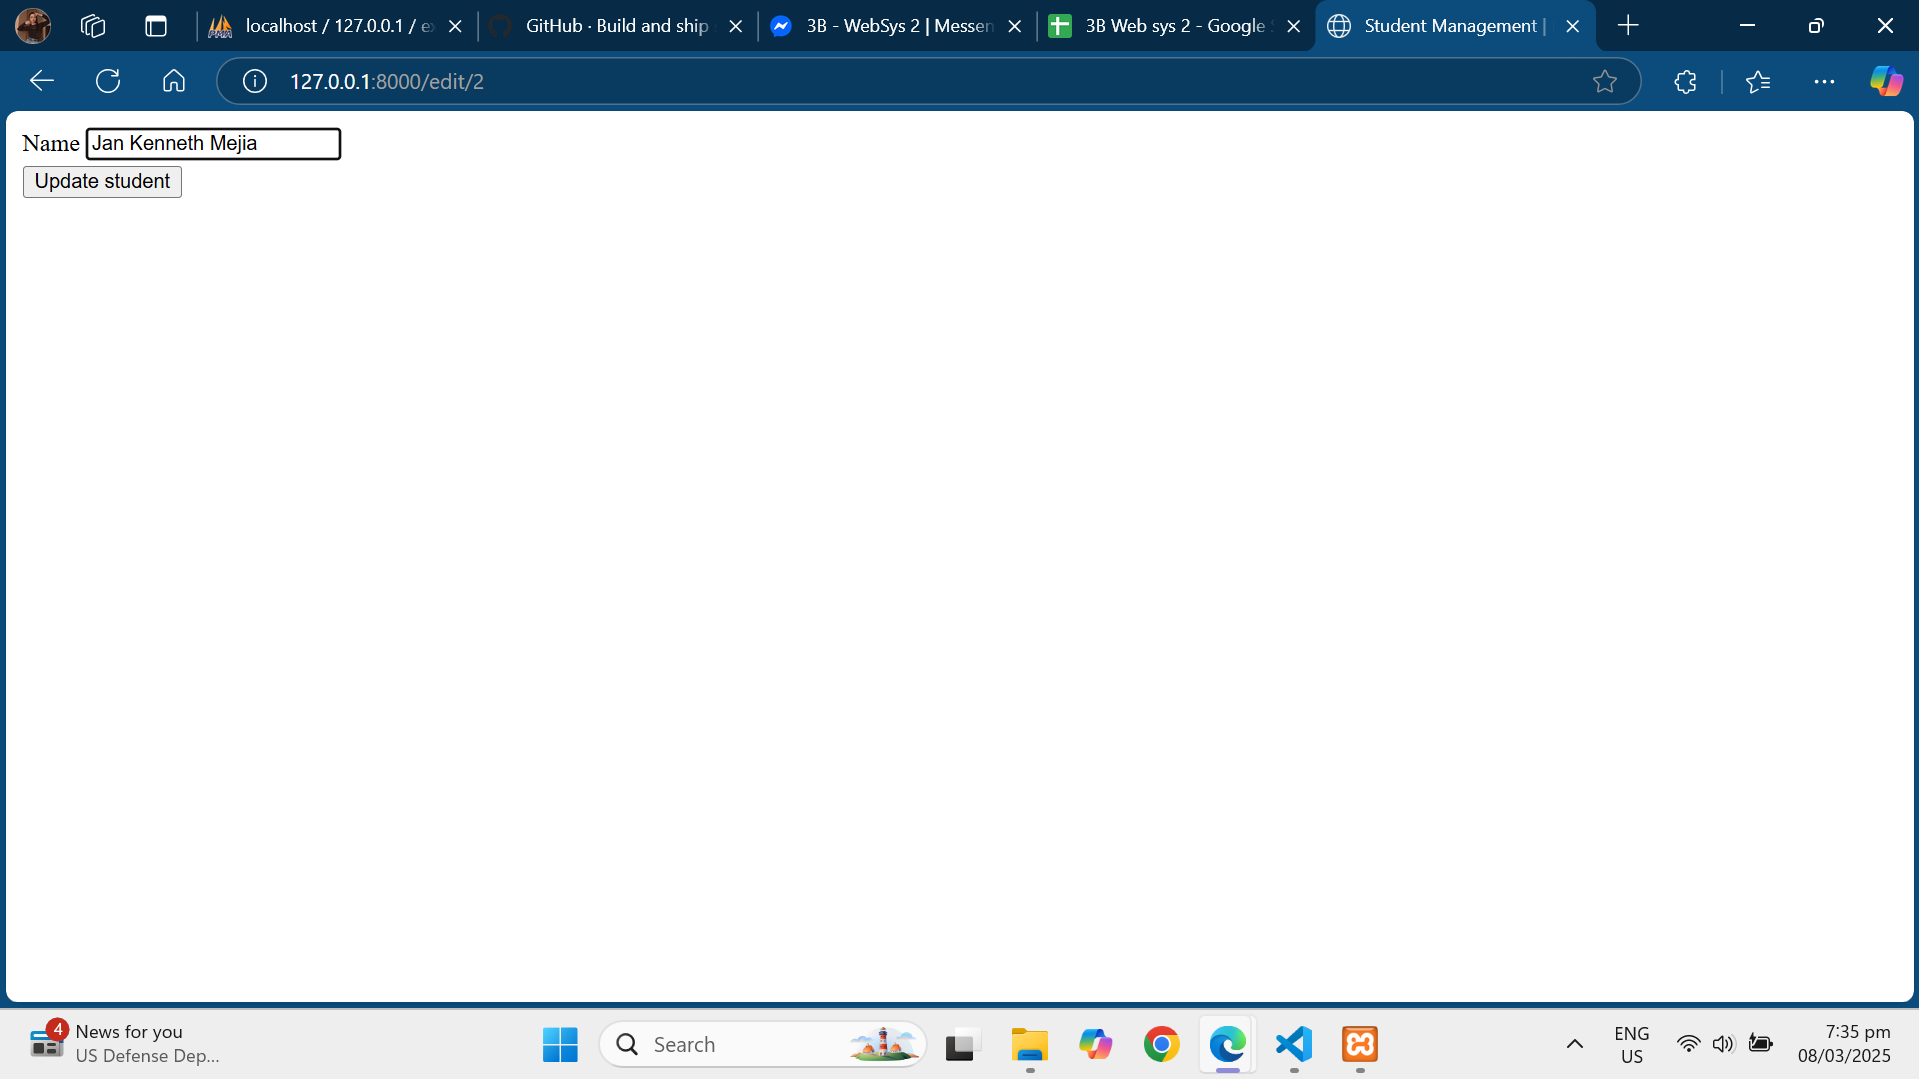 localhost / 127.0.0.1 / ex
GitHub · Build and ship
3B - WebSys 2 | Messen
3B Web sys 2 - Google
Student Management |
127.0.0.1:8000/edit/2
Name Jan Kenneth Mejia
Update student
4
News for you
US Defense Dep...
Search
ENG
US
7:35 pm
08/03/2025